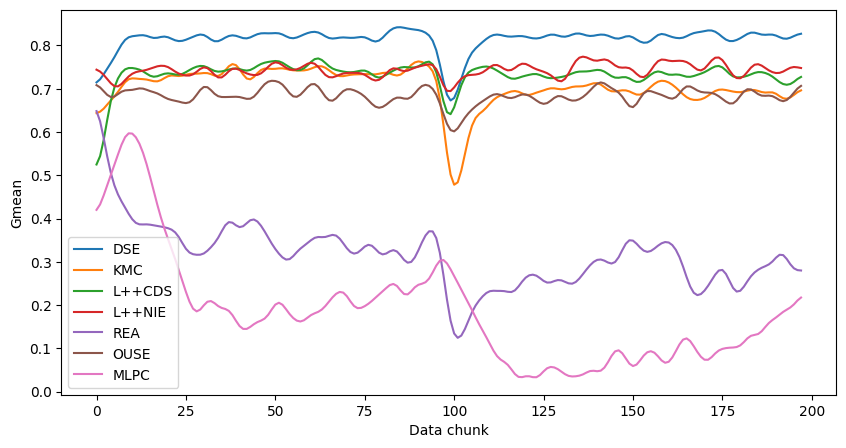 Gmean
0.8
0.7
0.6
0.5
0.4
0.3
0.2
0.1
0.0
DSE
KMC
L++CDS
L++NIE
REA
OUSE
MLPC
0 25 50 75 100 125 150 175 200
Data chunk